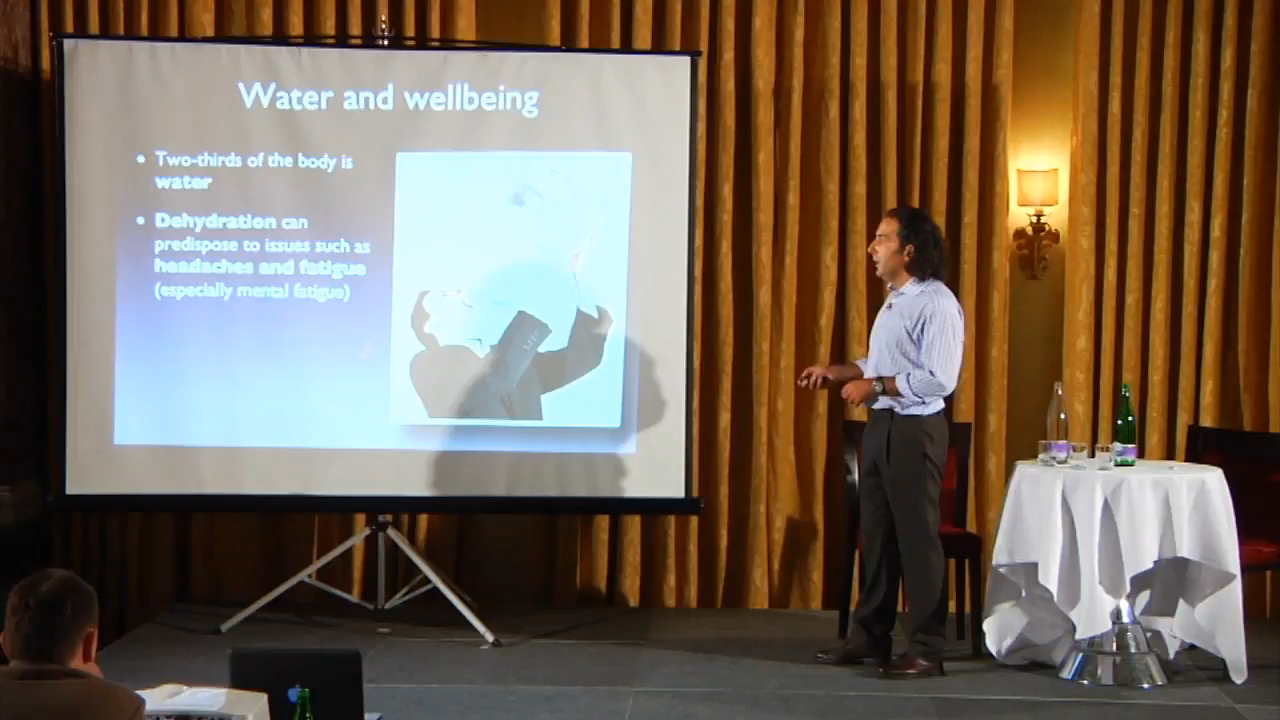 Water and wellbeing
• Two-thirds of the body is
water
• Dehydration can
predispose to issues such as
headaches and fatigue
(especially mental fatigue)